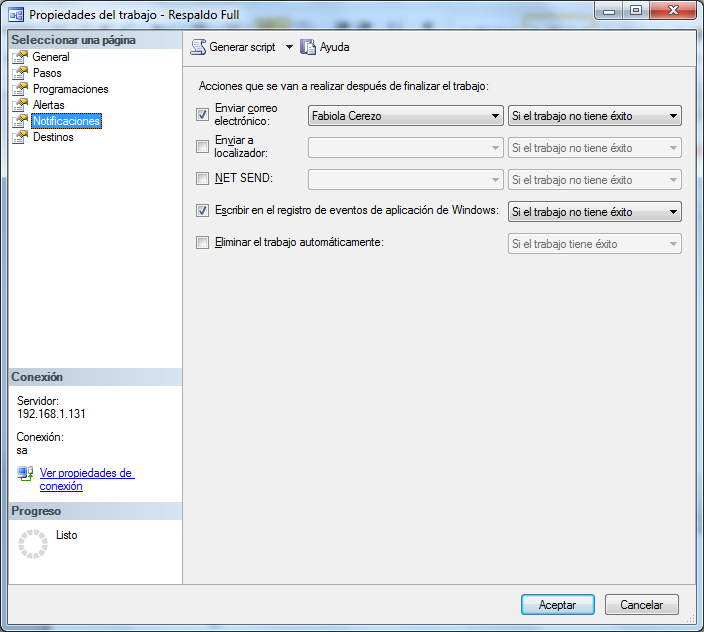 Propiedades del trabajo - Respaldo Full
Seleccionar una página
General
Pasos
Programaciones
Alertas
Notificaciones
Destinos
Generar script
Ayuda
Acciones que se van a realizar después de finalizar el trabajo:
Enviar correo
electrónico:
Fabiola Cerezo
Si el trabajo no tiene éxito
Enviar a
localizador:
Si el trabajo no tiene éxito
NET SEND:
Si el trabajo no tiene éxito
Escribir en el registro de eventos de aplicación de Windows:
Si el trabajo no tiene éxito
Eliminar el trabajo automáticamente:
Si el trabajo tiene éxito
Conexión
Servidor:
192.168.1.131
Conexión:
sa
Ver propiedades de
conexión
Progreso
Listo
Aceptar
Cancelar